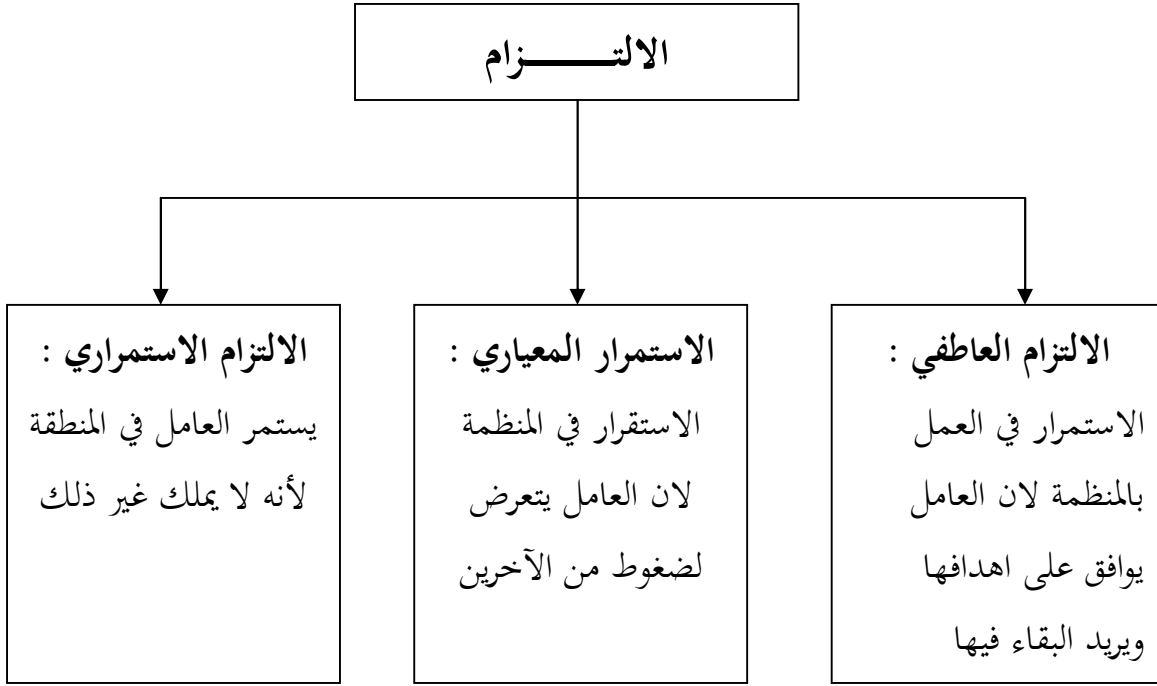 الالتـــــــزام
الالتزام العاطفي :
الاستمرار في العمل
بالمنظمة لان العامل
يوافق على اهدافها
ويريد البقاء فيها
الاستمرار المعياري :
الاستقرار في المنظمة
لان العامل يتعرض
لضغوط من الآخرين
الالتزام الاستمراري :
يستمر العامل في المنطقة
لأنه لا يملك غير ذلك